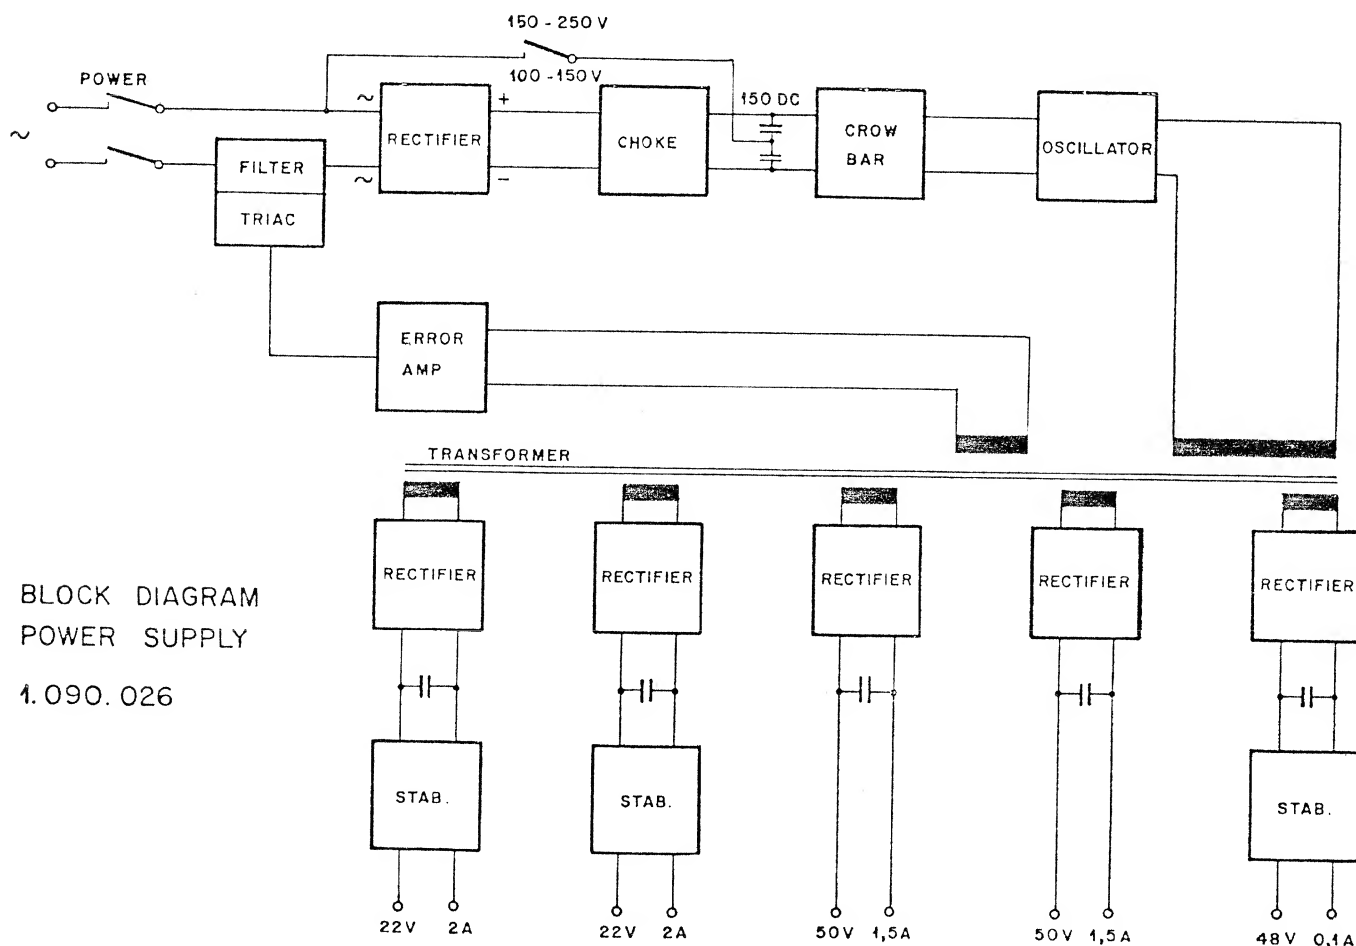 150 - 250 V
POWER
100 - 150 V
~
~
+
150 DC
RECTIFIER
CHOKE
CROW
BAR
OSCILLATOR
FILTER
~
-
TRIAC
ERROR
AMP
TRANSFORMER
RECTIFIER
RECTIFIER
RECTIFIER
RECTIFIER
RECTIFIER
BLOCK DIAGRAM
POWER SUPPLY
1.090.026
STAB.
STAB.
STAB.
22V 2A
22V 2A
50V 1,5A
50V 1,5A
48V 0,1A